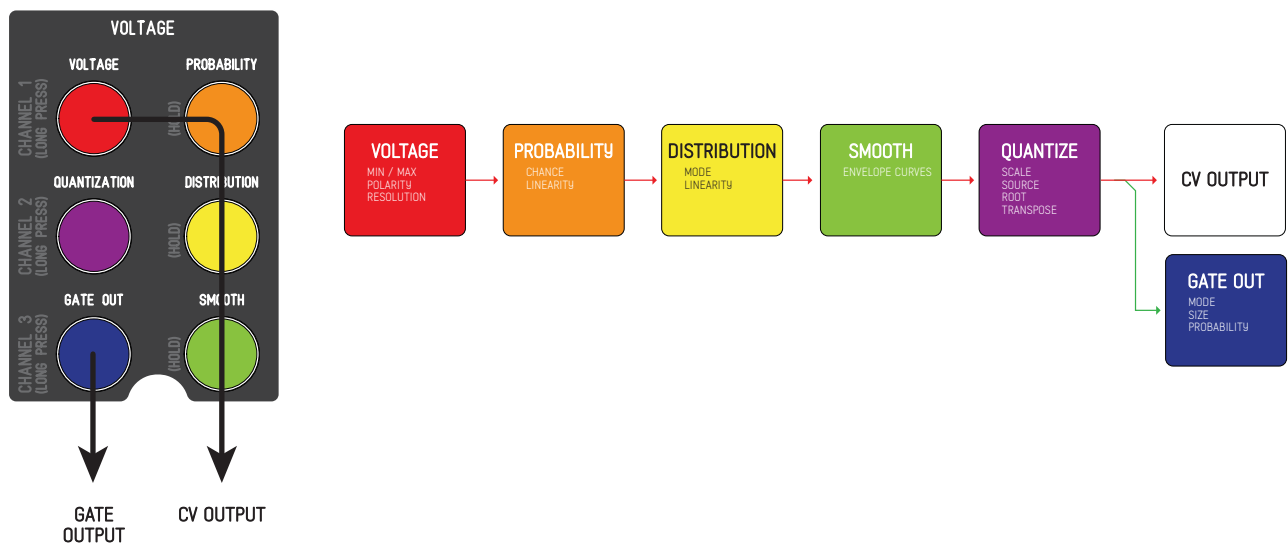 VOLTAGE
VOLTAGE
PROBABILITY
CHANNEL 1
(LONG PRESS)
(HOLD)
QUANTIZATION
DISTRIBUTION
CHANNEL 2
(LONG PRESS)
(HOLD)
GATE OUT
SMOOTH
CHANNEL 3
(LONG PRESS)
(HOLD)
GATE
OUTPUT
CV OUTPUT
VOLTAGE
MIN / MAX
POLARITY
RESOLUTION
PROBABILITY
CHANCE
LINEARITY
DISTRIBUTION
MODE
LINEARITY
SMOOTH
ENVELOPE CURVES
QUANTIZE
SCALE
SOURCE
ROOT
TRANSPOSE
CV OUTPUT
GATE OUT
MODE
SIZE
PROBABILITY